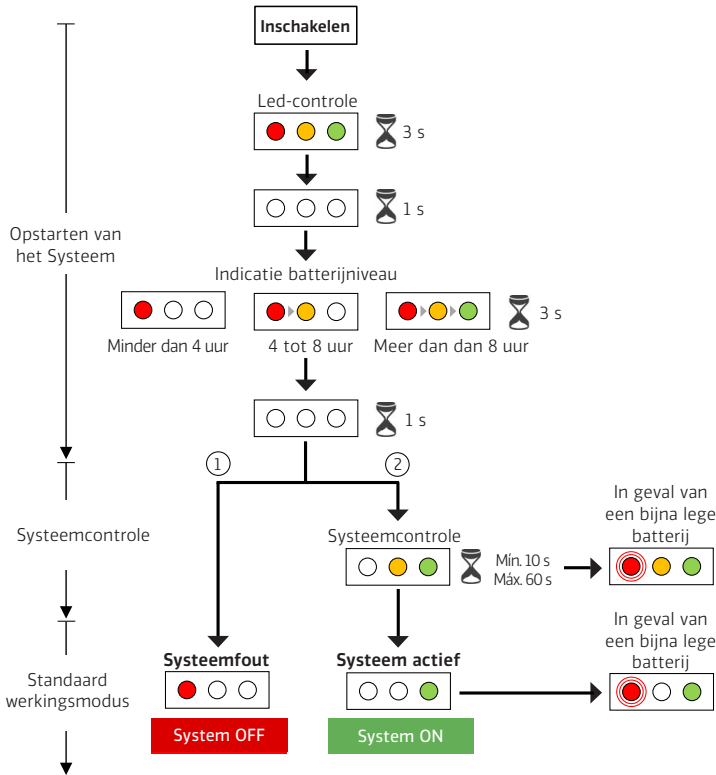 Inschakelen
Led-controle
3 s
1 s
Opstarten van
het Systeem
Indicatie batterijniveau
3 s
Minder dan 4 uur
4 tot 8 uur
Meer dan dan 8 uur
1 s
1
2
Systeemcontrole
Systeemcontrole
Mín. 10 s
Máx. 60 s
In geval van
een bijna lege
batterij
Standaard
werkingsmodus
Systeemfout
System OFF
Systeem actief
System ON
In geval van
een bijna lege
batterij